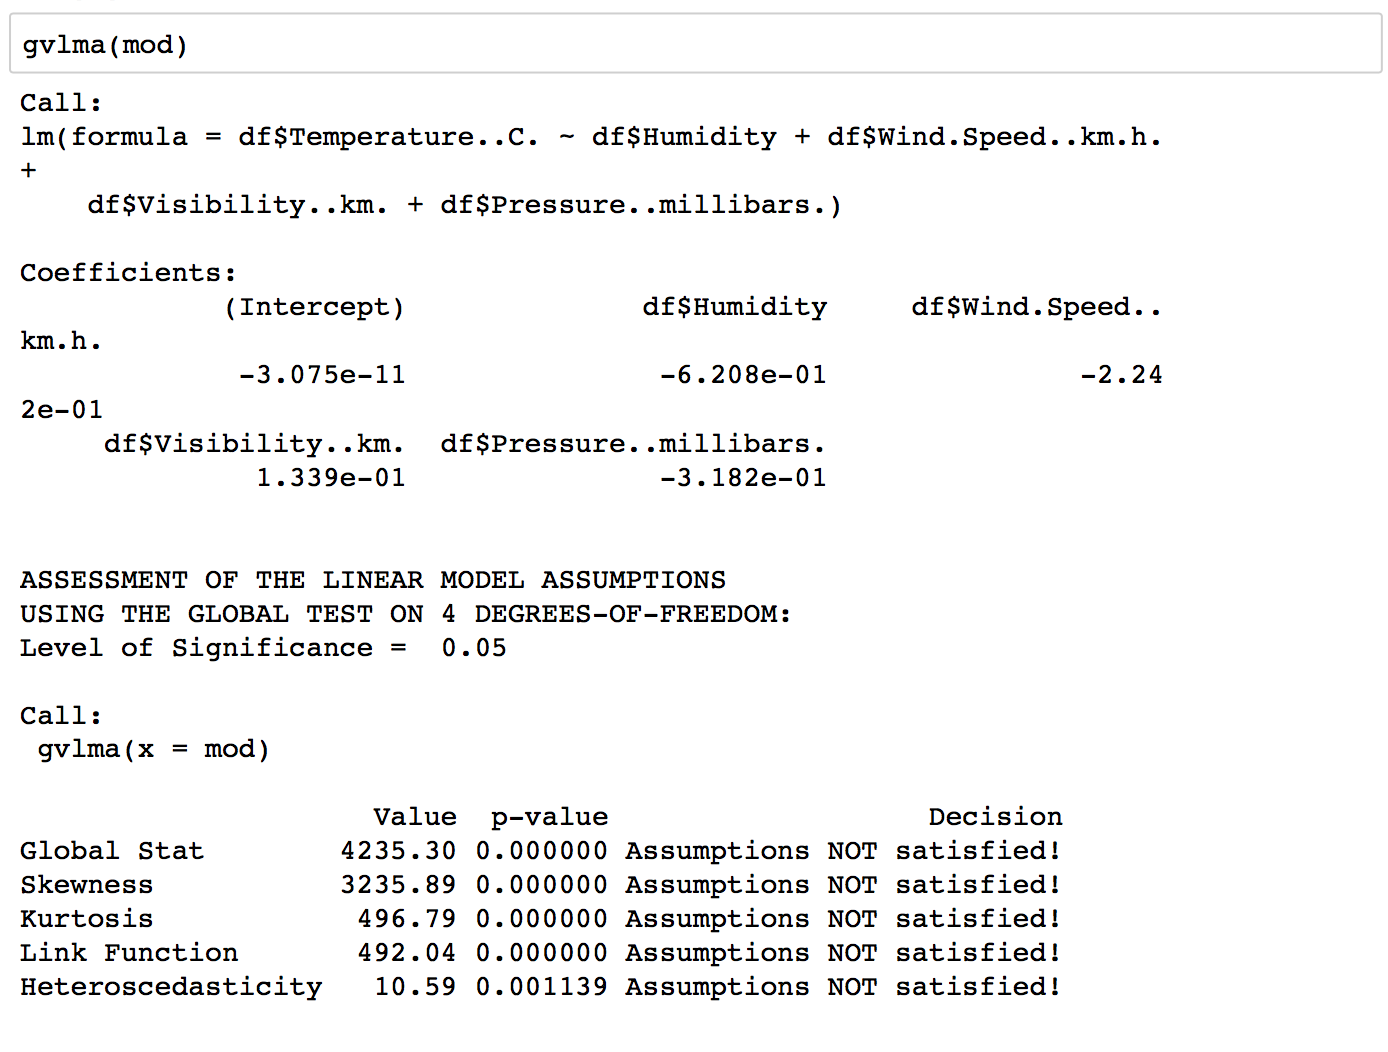 gvlma(mod)
Call:
lm(formula = df$Temperature..C. ~ df$Humidity + df$Wind.Speed..km.h.
+
    df$Visibility..km. + df$Pressure..millibars.)
Coefficients:
            (Intercept)              df$Humidity     df$Wind.Speed..
km.h.
             -3.075e-11               -6.208e-01               -2.24
2e-01
     df$Visibility..km.  df$Pressure..millibars.
              1.339e-01               -3.182e-01
ASSESSMENT OF THE LINEAR MODEL ASSUMPTIONS
USING THE GLOBAL TEST ON 4 DEGREES-OF-FREEDOM:
Level of Significance =  0.05
Call:
 gvlma(x = mod)
                     Value  p-value                   Decision
Global Stat        4235.30 0.000000 Assumptions NOT satisfied!
Skewness           3235.89 0.000000 Assumptions NOT satisfied!
Kurtosis            496.79 0.000000 Assumptions NOT satisfied!
Link Function       492.04 0.000000 Assumptions NOT satisfied!
Heteroscedasticity   10.59 0.001139 Assumptions NOT satisfied!